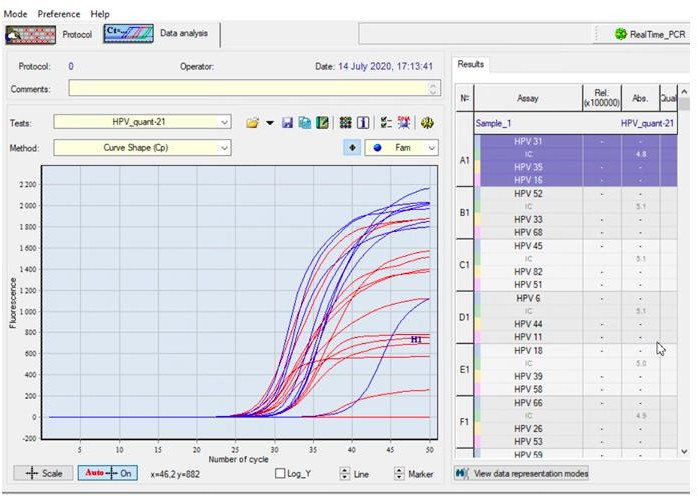 Mode Preference Help
Protocol Ct=... Data analysis RealTime_PCR
Protocol: 0 Operator: Date: 14 July 2020, 17:13:41
Comments:
Tests: HPV_quant-21
Method: Curve Shape (Cp) Fam
2 200
2 000
1 800
1 600
1 400
1 200
1 000
800
600
400
200
0
-200
Fluorescence
H1
5 10 15 20 25 30 35 40 45 50
Number of cycle
Scale Auto On x=46,2 y=882 Log_Y Line Marker
Results
№ Assay Rel. (x100000) Abs. Qual
Sample_1 HPV_quant-21
A1
HPV 31 - -
IC 4.8
HPV 35 - -
HPV 16 - -
B1
HPV 52 - -
IC 5.1
HPV 33 - -
HPV 68 - -
C1
HPV 45 - -
IC 5.1
HPV 82 - -
HPV 51 - -
D1
HPV 6 - -
IC 5.1
HPV 44 - -
HPV 11 - -
E1
HPV 18 - -
IC 5.0
HPV 39 - -
HPV 58 - -
F1
HPV 66 - -
IC 4.9
HPV 26 - -
HPV 53 - -
HPV 59 - -
View data representation modes